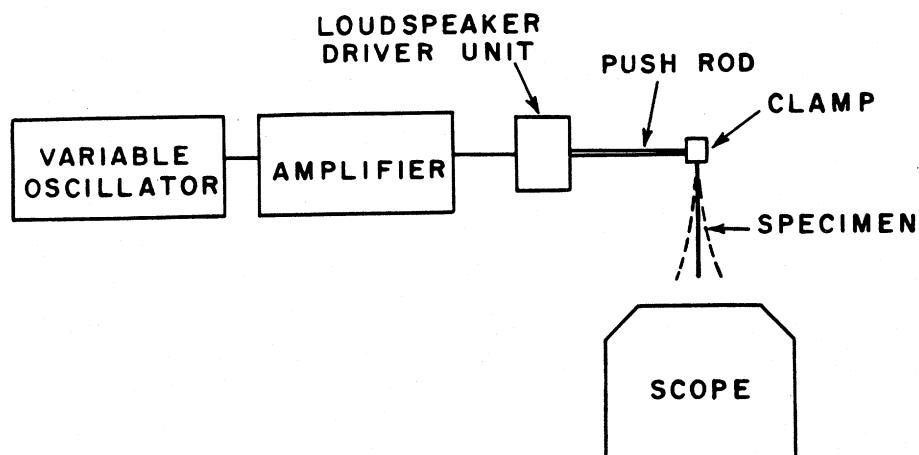 LOUDSPEAKER
DRIVER UNIT
PUSH ROD
CLAMP
VARIABLE
OSCILLATOR
AMPLIFIER
SPECIMEN
SCOPE